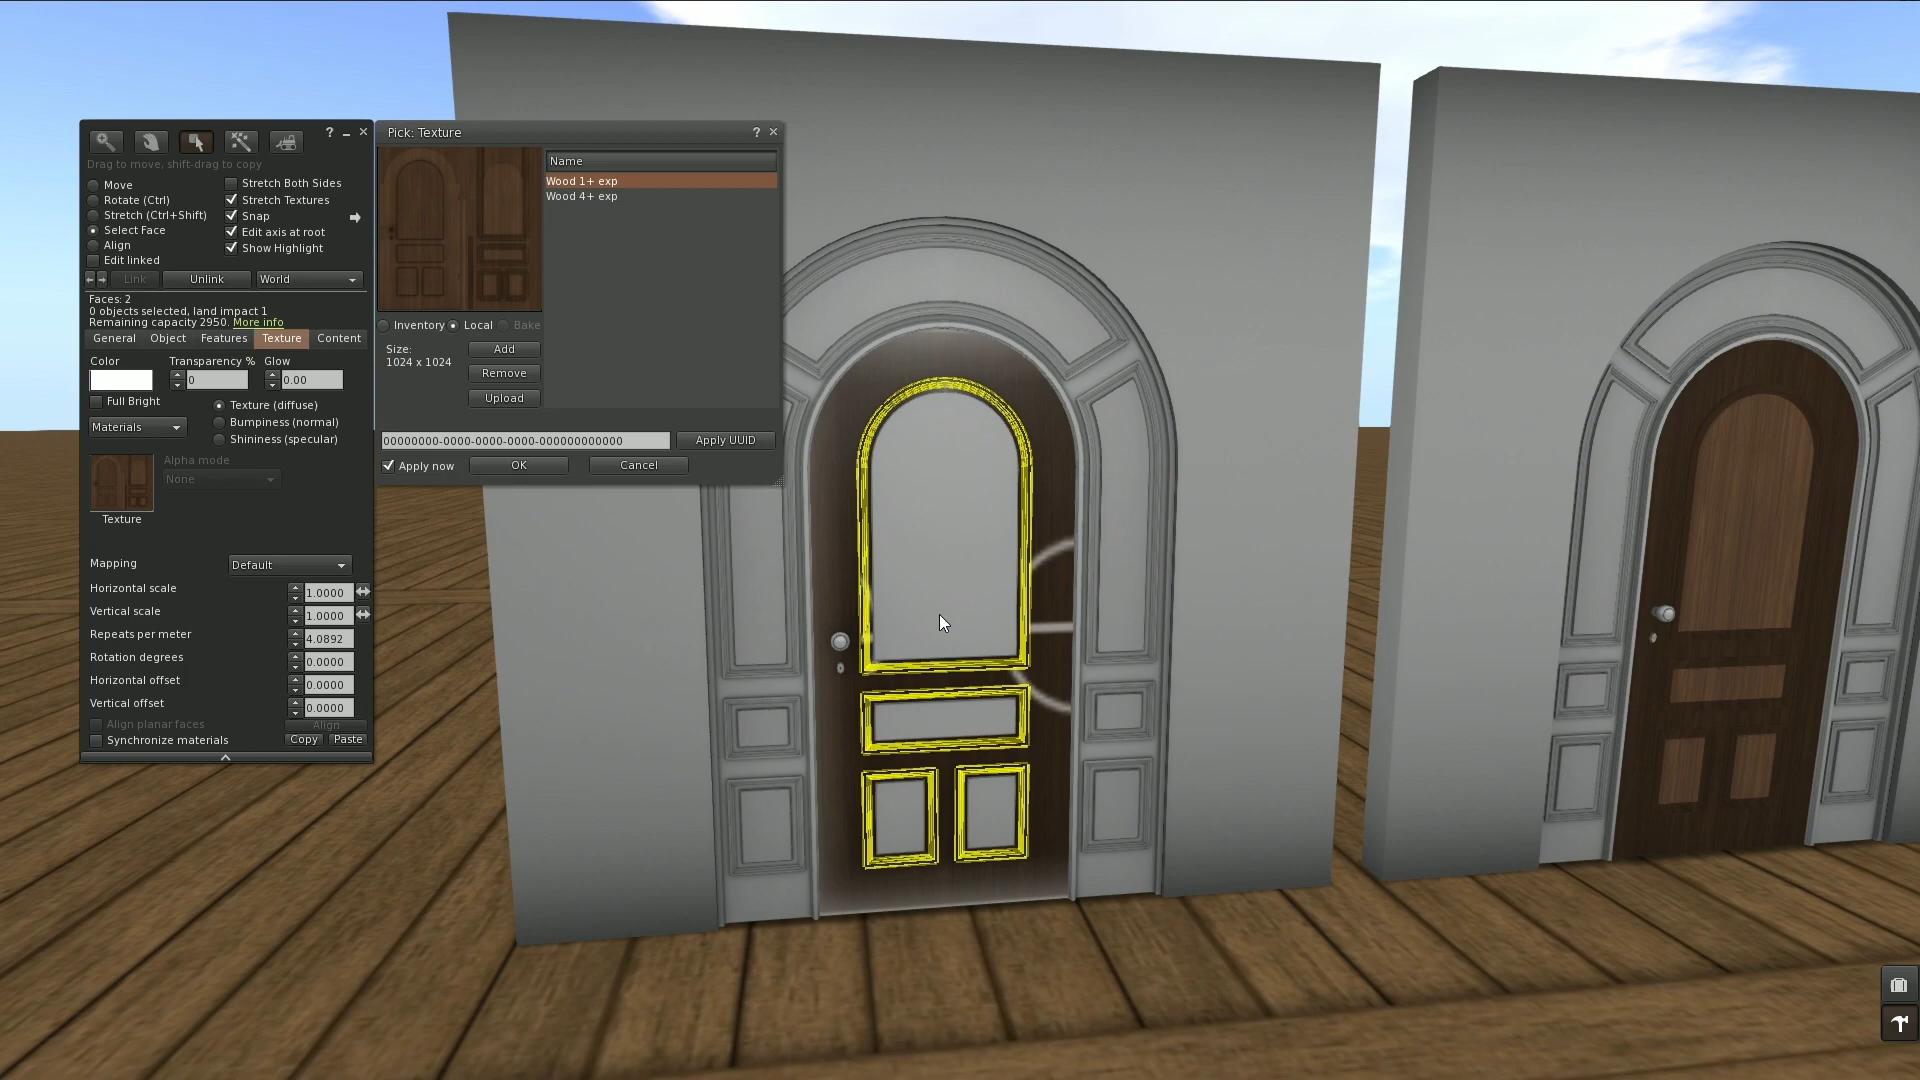 ?
Drag to move, shift-drag to copy
Move
Rotate (Ctrl)
Stretch (Ctrl+Shift)
Select Face
Align
Edit linked
Stretch Both Sides
Stretch Textures
Snap
Edit axis at root
Show Highlight
Link
Unlink
World
Faces: 2
0 objects selected, land impact 1
Remaining capacity 2950. More info
General Object Features Texture Content
Color
Transparency %
Glow
0
0.00
Full Bright
Materials
Texture (diffuse)
Bumpiness (normal)
Shininess (specular)
Alpha mode
None
Texture
Mapping
Default
Horizontal scale 1.0000
Vertical scale 1.0000
Repeats per meter 4.0892
Rotation degrees 0.0000
Horizontal offset 0.0000
Vertical offset 0.0000
Align planar faces
Align
Synchronize materials
Copy
Paste
Pick: Texture
?
Name
Wood 1+ exp
Wood 4+ exp
Inventory Local Bake
Size:
1024 x 1024
Add
Remove
Upload
00000000-0000-0000-0000-000000000000
Apply UUID
Apply now
OK
Cancel